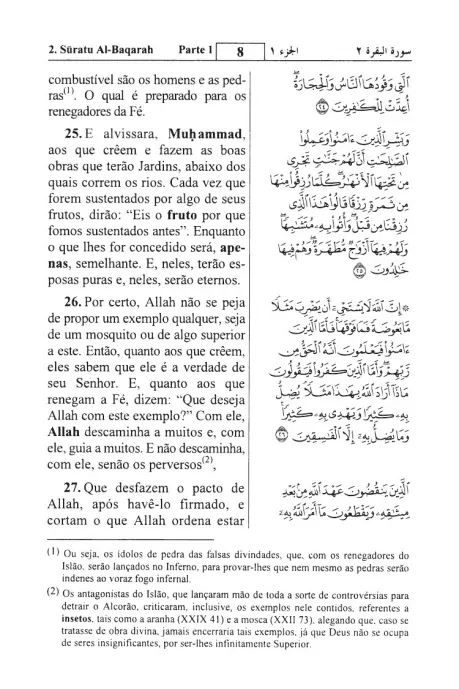 2. Sūratu Al-Baqarah Parte 1 8 الجزء ١ سورة البقرة ٢
combustível são os homens e as ped-
ras(1). O qual é preparado para os
renegadores da Fé.
25. E alvissara, Muḥammad,
aos que crêem e fazem as boas
obras que terão Jardins, abaixo dos
quais correm os rios. Cada vez que
forem sustentados por algo de seus
frutos, dirão: “Eis o fruto por que
fomos sustentados antes”. Enquanto
o que lhes for concedido será, ape-
nas, semelhante. E, neles, terão es-
posas puras e, neles, serão eternos.
26. Por certo, Allah não se peja
de propor um exemplo qualquer, seja
de um mosquito ou de algo superior
a este. Então, quanto aos que crêem,
eles sabem que ele é a verdade de
seu Senhor. E, quanto aos que
renegam a Fé, dizem: “Que deseja
Allah com este exemplo?” Com ele,
Allah descaminha a muitos e, com
ele, guia a muitos. E não descaminha,
com ele, senão os perversos(2),
27. Que desfazem o pacto de
Allah, após havê-lo firmado, e
cortam o que Allah ordena estar
ٱلَّتِى وَقُودُهَا ٱلنَّاسُ وَٱلْحِجَارَةُ
أُعِدَّتْ لِلْكَـٰفِرِينَ ٢٤
وَبَشِّرِ ٱلَّذِينَ ءَامَنُوا۟ وَعَمِلُوا۟
ٱلصَّـٰلِحَـٰتِ أَنَّ لَهُمْ جَنَّـٰتٍ تَجْرِى
مِن تَحْتِهَا ٱلْأَنْهَـٰرُ كُلَّمَا رُزِقُوا۟ مِنْهَا
مِن ثَمَرَةٍ رِّزْقًا قَالُوا۟ هَـٰذَا ٱلَّذِى
رُزِقْنَا مِن قَبْلُ وَأُتُوا۟ بِهِۦ مُتَشَـٰبِهًا
وَلَهُمْ فِيهَآ أَزْوَٰجٌ مُّطَهَّرَةٌ وَهُمْ فِيهَا
خَـٰلِدُونَ ٢٥
۞ إِنَّ ٱللَّهَ لَا يَسْتَحْىِۦٓ أَن يَضْرِبَ مَثَلًا
مَّا بَعُوضَةً فَمَا فَوْقَهَا فَأَمَّا ٱلَّذِينَ
ءَامَنُوا۟ فَيَعْلَمُونَ أَنَّهُ ٱلْحَقُّ مِن
رَّبِّهِمْ وَأَمَّا ٱلَّذِينَ كَفَرُوا۟ فَيَقُولُونَ
مَاذَآ أَرَادَ ٱللَّهُ بِهَـٰذَا مَثَلًا يُضِلُّ
بِهِۦ كَثِيرًا وَيَهْدِى بِهِۦ كَثِيرًا
وَمَا يُضِلُّ بِهِۦٓ إِلَّا ٱلْفَـٰسِقِينَ ٢٦
ٱلَّذِينَ يَنقُضُونَ عَهْدَ ٱللَّهِ مِنۢ بَعْدِ
مِيثَـٰقِهِۦ وَيَقْطَعُونَ مَآ أَمَرَ ٱللَّهُ بِهِۦٓ
(1) Ou seja, os ídolos de pedra das falsas divindades, que, com os renegadores do
Islão, serão lançados no Inferno, para provar-lhes que nem mesmo as pedras serão
indenes ao voraz fogo infernal.
(2) Os antagonistas do Islão, que lançaram mão de toda a sorte de controvérsias para
detrair o Alcorão, criticaram, inclusive, os exemplos nele contidos, referentes a
insetos, tais como a aranha (XXIX 41) e a mosca (XXII 73), alegando que, caso se
tratasse de obra divina, jamais encerraria tais exemplos, já que Deus não se ocupa
de seres insignificantes, por ser-lhes infinitamente Superior.